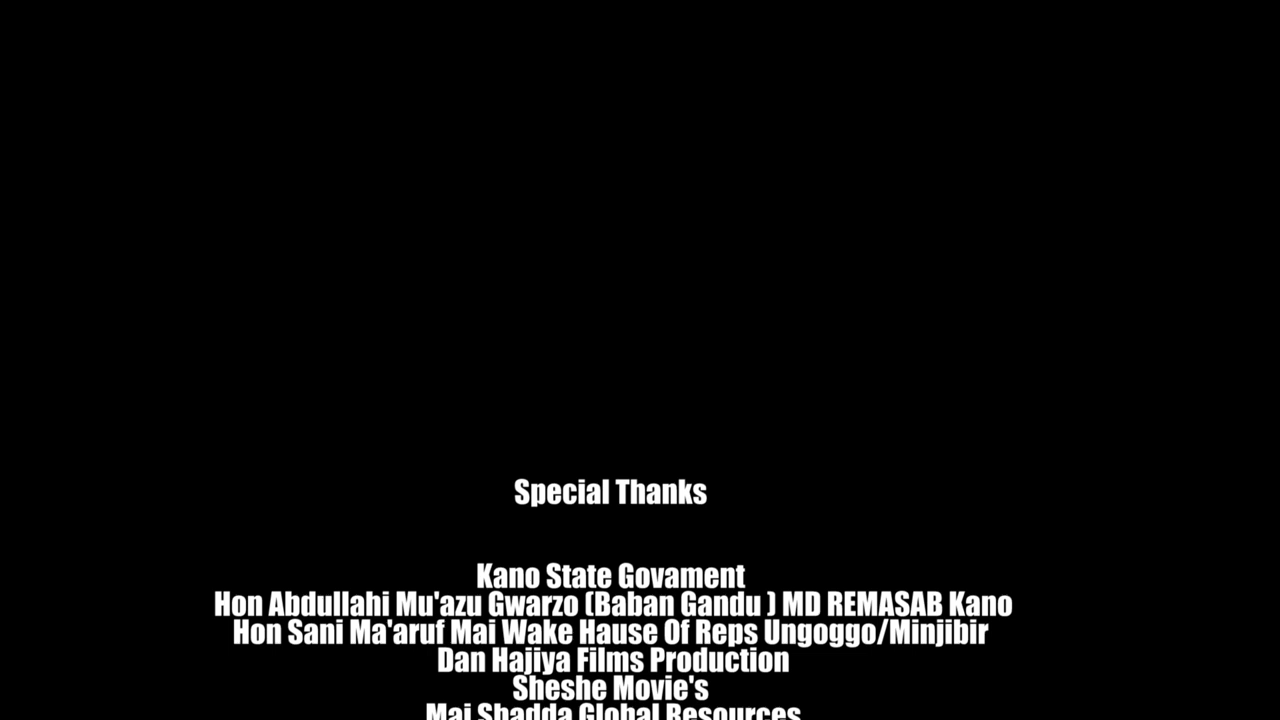 Special Thanks
Kano State Govament
Hon Abdullahi Mu'azu Gwarzo (Baban Gandu ) MD REMASAB Kano
Hon Sani Ma'aruf Mai Wake Hause Of Reps Ungoggo/Minjibir
Dan Hajiya Films Production
Sheshe Movie's
Mai Shadda Global Resources